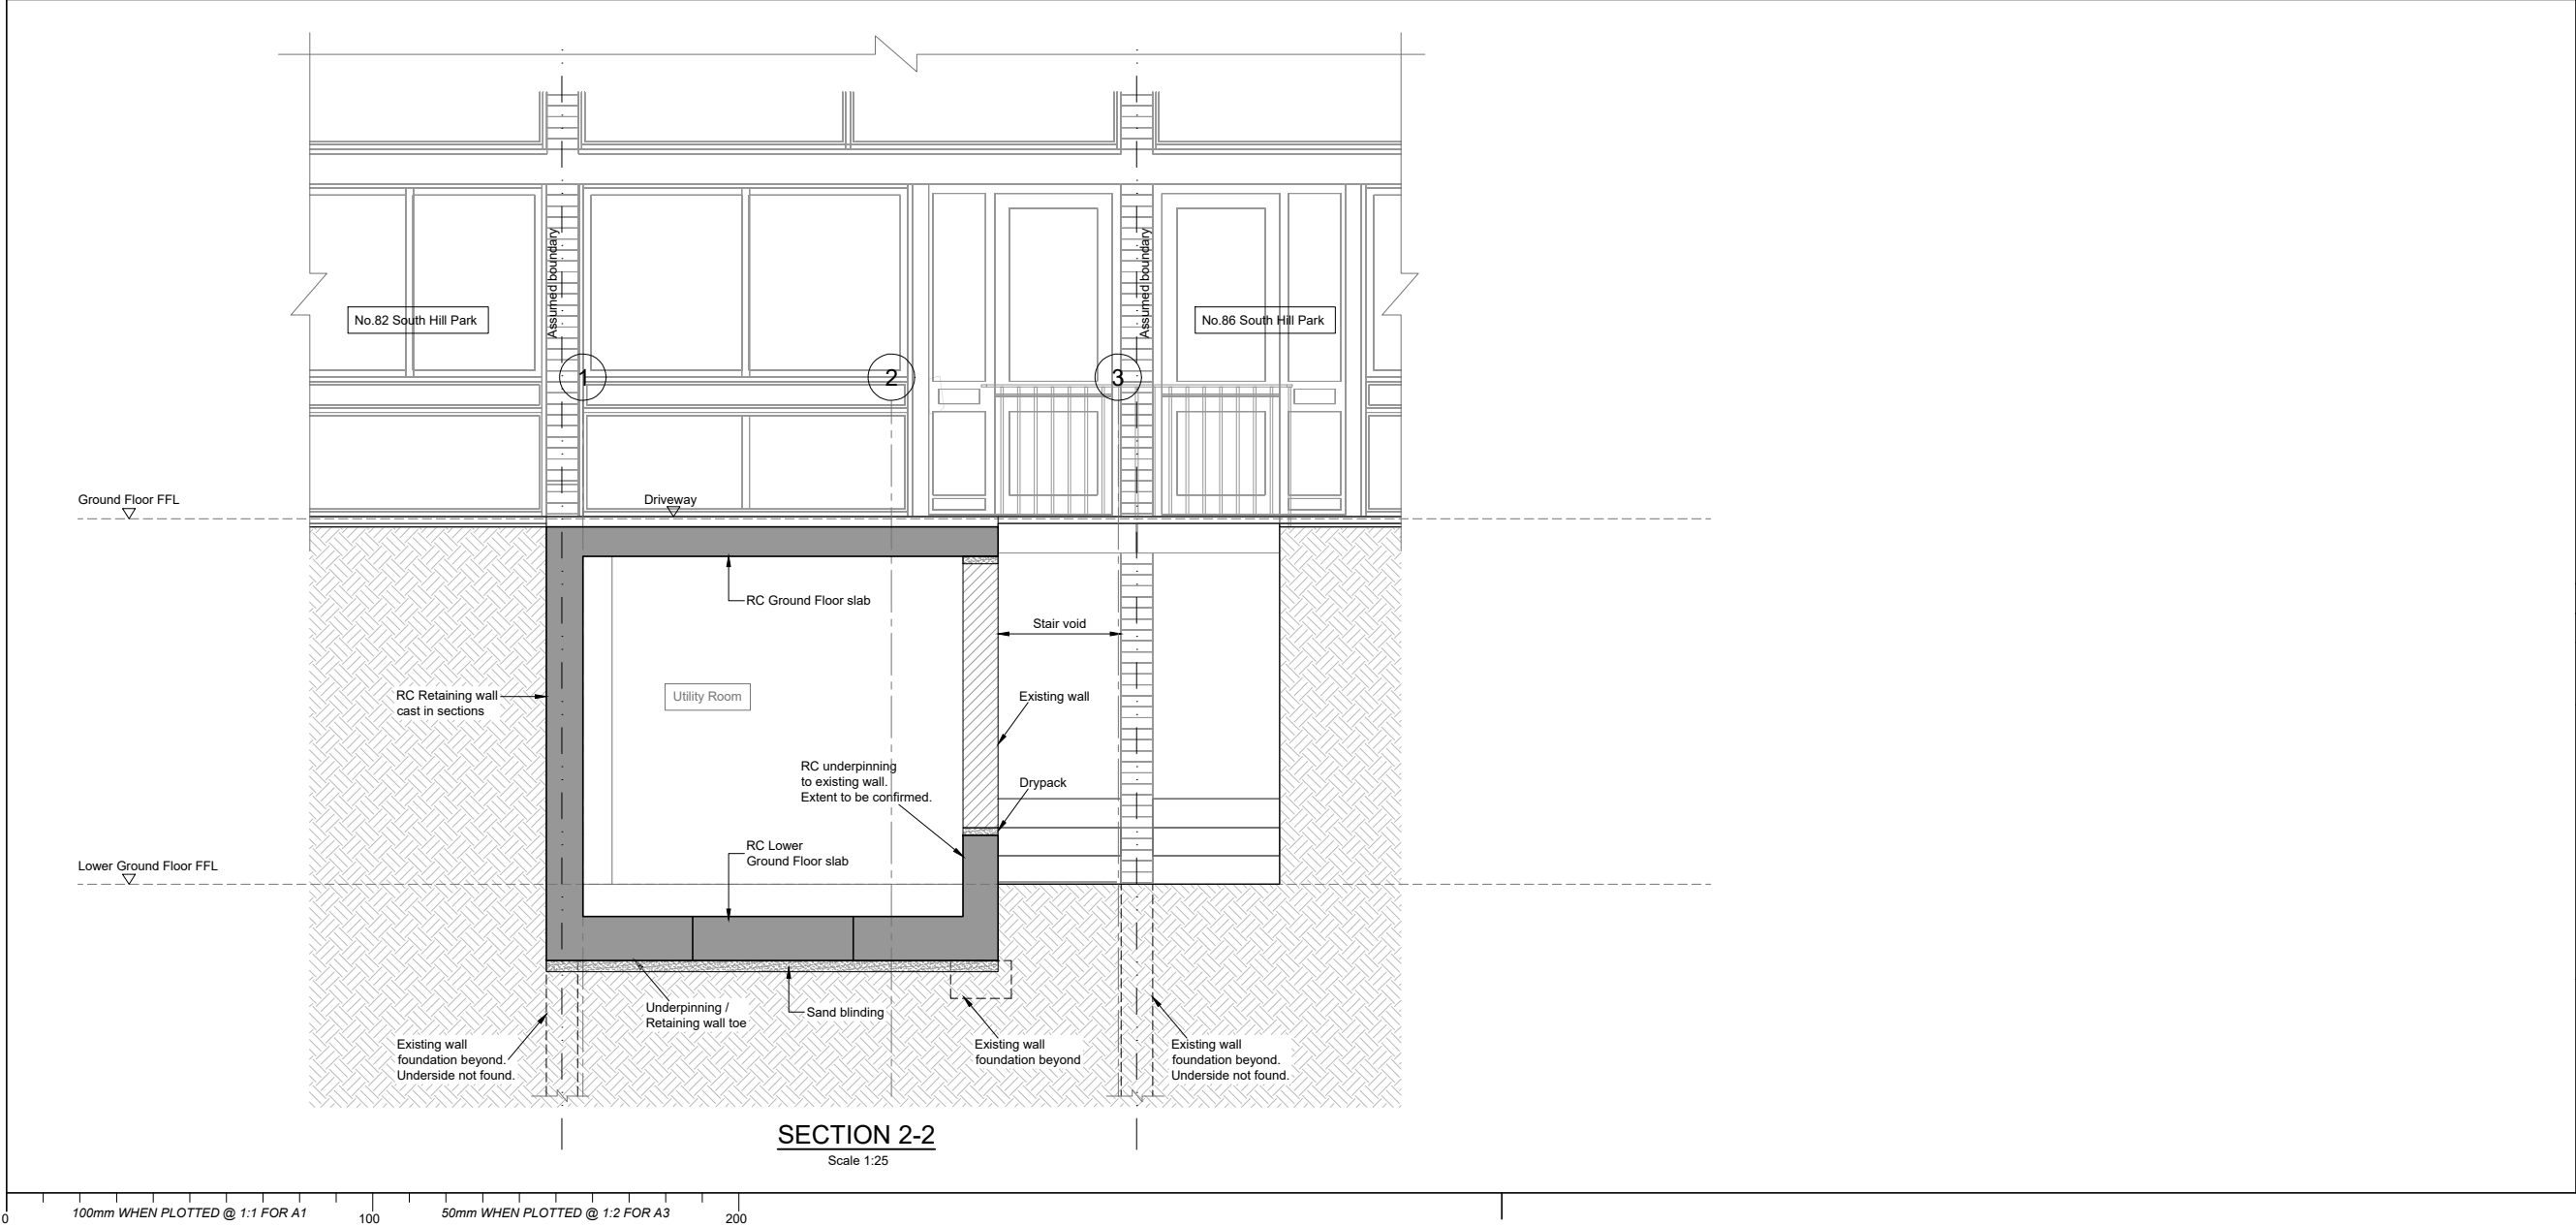 Assumed boundary
Assumed boundary
No.82 South Hill Park
No.86 South Hill Park
1
2
3
Ground Floor FFL
Driveway
RC Ground Floor slab
Stair void
RC Retaining wall
cast in sections
Utility Room
Existing wall
RC underpinning
to existing wall.
Extent to be confirmed.
Drypack
RC Lower
Ground Floor slab
Lower Ground Floor FFL
Underpinning /
Retaining wall toe
Sand blinding
Existing wall
foundation beyond.
Underside not found.
Existing wall
foundation beyond
Existing wall
foundation beyond.
Underside not found.
SECTION 2-2
Scale 1:25
0
100mm WHEN PLOTTED @ 1:1 FOR A1
100
50mm WHEN PLOTTED @ 1:2 FOR A3
200